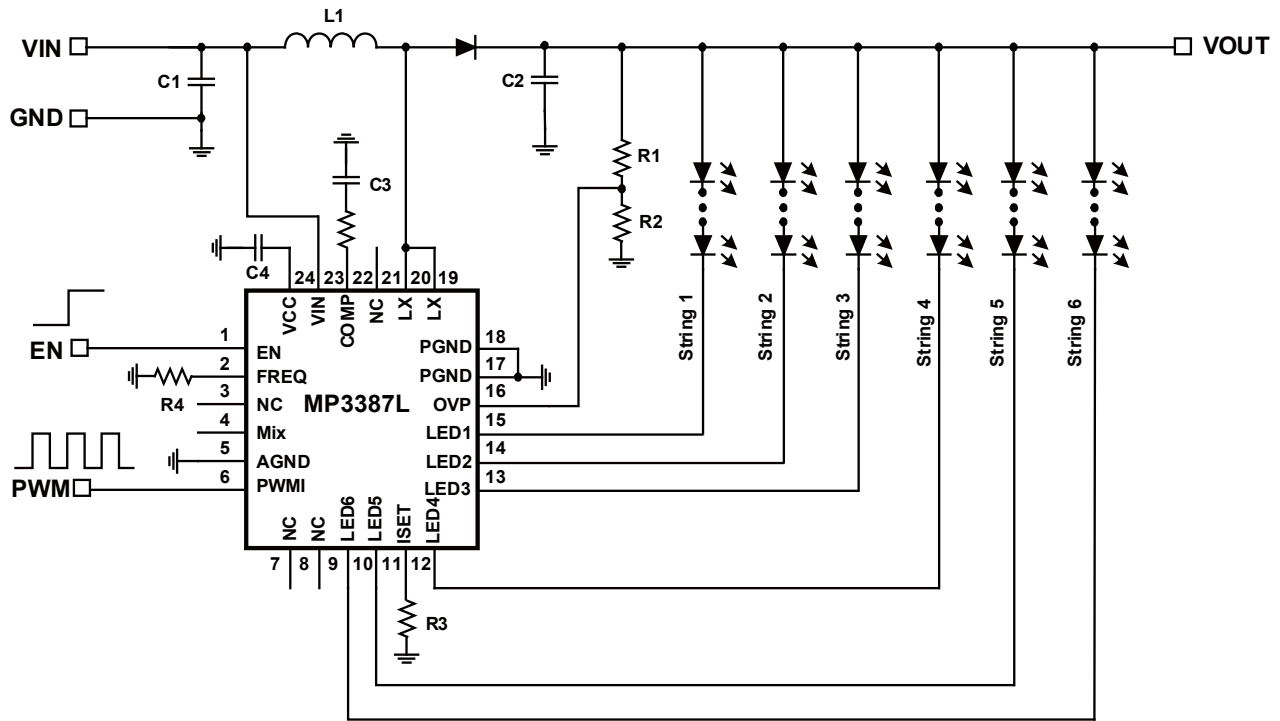 L1
VIN
VOUT
C1
C2
GND
R1
C3
R2
C4
24 23 22 21 20 19
VCC
VIN
COMP
NC
LX
LX
String 1
String 2
String 3
String 4
String 5
String 6
EN
1
EN
PGND
18
2
FREQ
PGND
17
R4
3
NC
MP3387L
OVP
16
4
Mix
LED1
15
5
AGND
LED2
14
PWM
6
PWMI
LED3
13
NC
NC
LED6
LED5
ISET
LED4
7 8 9 10 11 12
R3